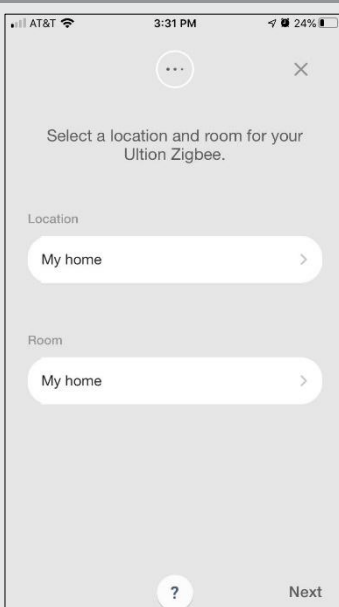 AT&T 3:31 PM 24%
Select a location and room for your
Ultion Zigbee.
Location
My home
Room
My home
? Next